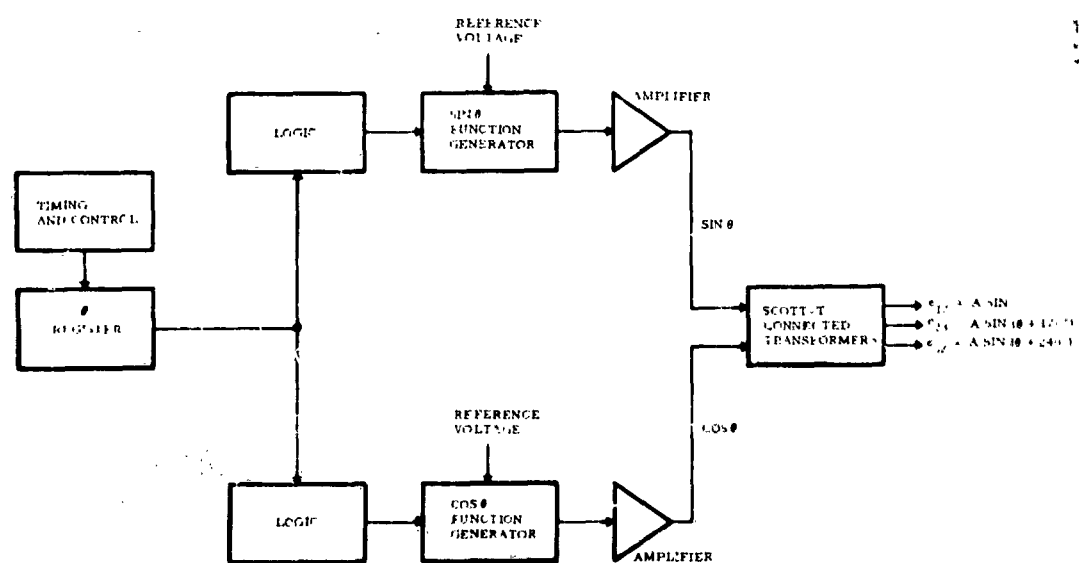 REFERENCE
VOLTAGE
AMPLIFIER
LOGIC
SIN θ
FUNCTION
GENERATOR
TIMING
AND CONTROL
SIN θ
θ
REGISTER
SCOTT-T
CONNECTED
TRANSFORMERS
A SIN
A SIN (θ +
A SIN (θ +
REFERENCE
VOLTAGE
COS θ
LOGIC
COS θ
FUNCTION
GENERATOR
AMPLIFIER